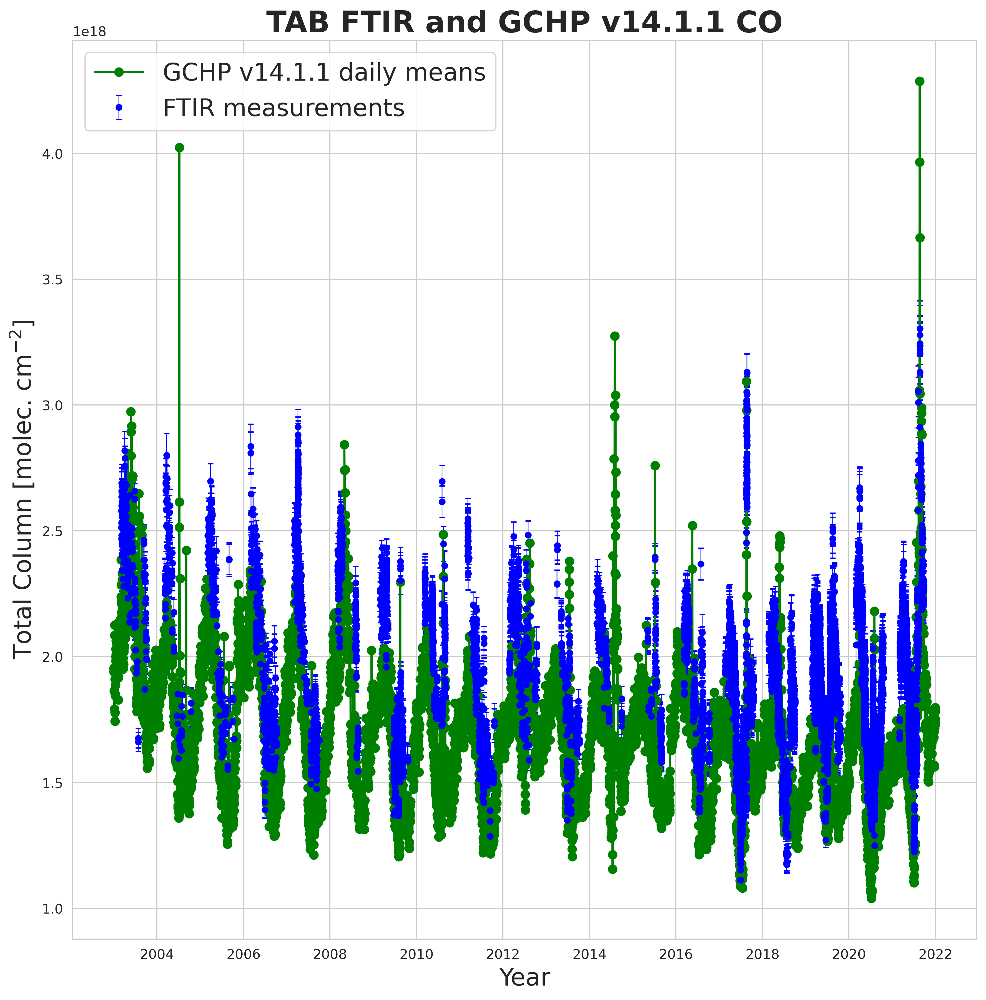 TAB FTIR and GCHP v14.1.1 CO
1e18
GCHP v14.1.1 daily means
FTIR measurements
4.0
3.5
3.0
2.5
2.0
1.5
1.0
Total Column [molec. cm⁻²]
2004 2006 2008 2010 2012 2014 2016 2018 2020 2022
Year